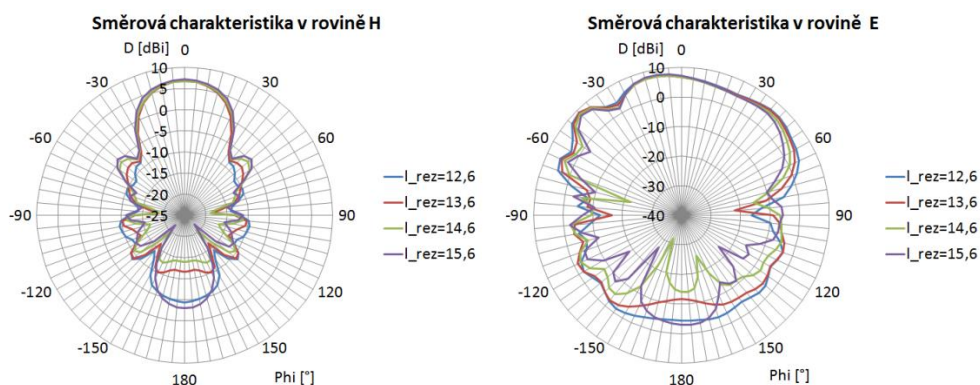 Směrová charakteristika v rovině H
D [dBi] 0
10
5
0
-5
-10
-15
-20
-25
-30
30
-60
60
-90
90
-120
120
-150
150
180
Phi [°]
l_rez=12,6
l_rez=13,6
l_rez=14,6
l_rez=15,6
Směrová charakteristika v rovině E
D [dBi] 0
10
0
-10
-20
-30
-40
-30
30
-60
60
-90
90
-120
120
-150
150
180
Phi [°]
l_rez=12,6
l_rez=13,6
l_rez=14,6
l_rez=15,6